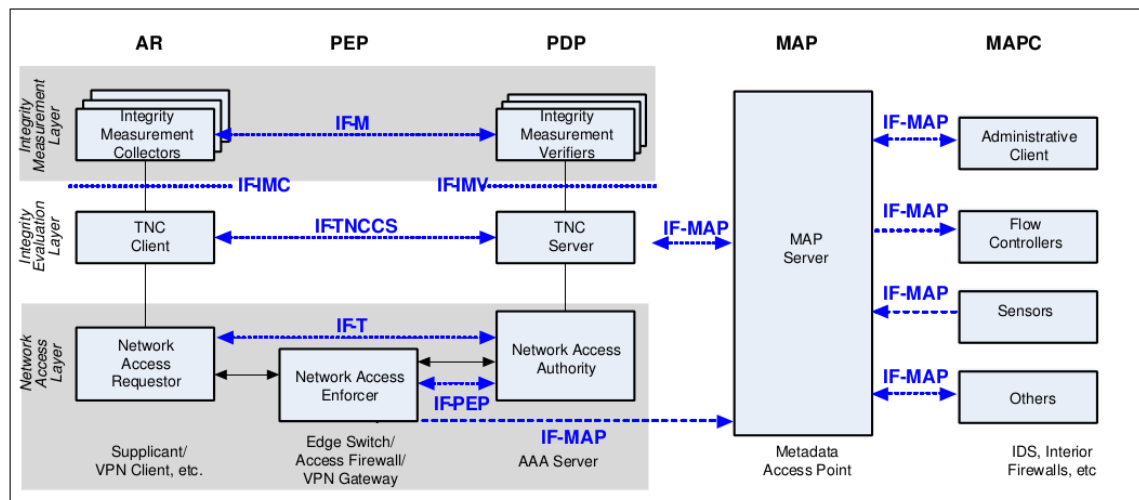 AR
PEP
PDP
MAP
MAPC
Integrity
Measurement
Layer
Integrity
Measurement
Collectors
IF-M
Integrity
Measurement
Verifiers
IF-MAP
Administrative
Client
IF-IMC
IF-IMV
Integrity
Evaluation
Layer
TNC
Client
IF-TNCCS
TNC
Server
IF-MAP
MAP
Server
IF-MAP
Flow
Controllers
IF-MAP
Sensors
Network
Access
Layer
Network
Access
Requestor
IF-T
Network Access
Enforcer
Network Access
Authority
IF-PEP
IF-MAP
IF-MAP
Others
Supplicant/
VPN Client, etc.
Edge Switch/
Access Firewall/
VPN Gateway
AAA Server
Metadata
Access Point
IDS, Interior
Firewalls, etc